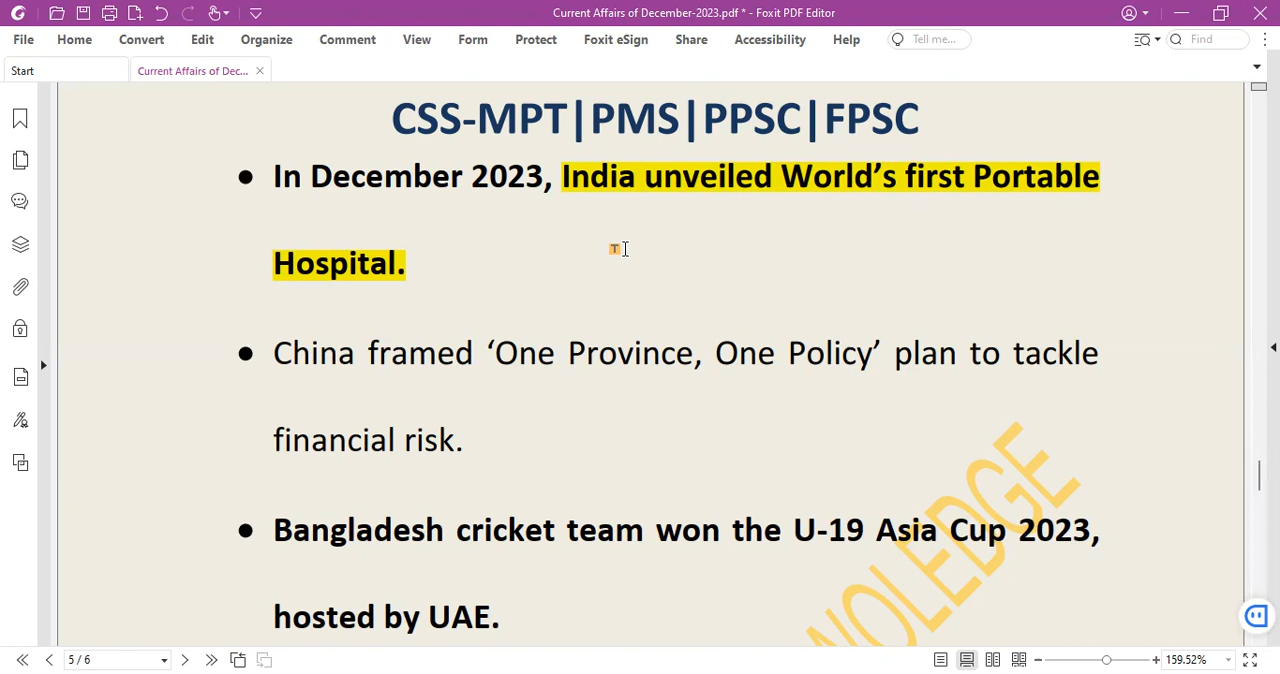 Current Affairs of December-2023.pdf * - Foxit PDF Editor
File Home Convert Edit Organize Comment View Form Protect Foxit eSign Share Accessibility Help Tell me... Find
Start Current Affairs of Dec...
CSS-MPT|PMS|PPSC|FPSC
● In December 2023, India unveiled World’s first Portable
Hospital.
T
● China framed ‘One Province, One Policy’ plan to tackle
financial risk.
● Bangladesh cricket team won the U-19 Asia Cup 2023,
hosted by UAE.
5 / 6 159.52%